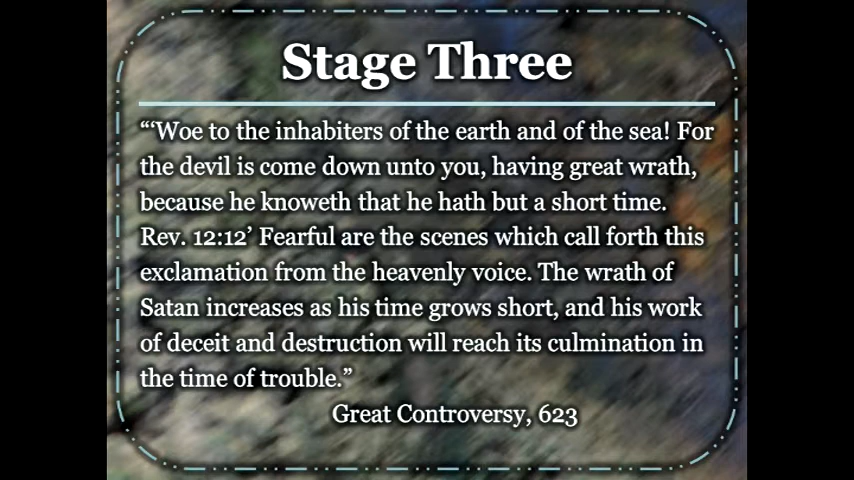 Stage Three
“‘Woe to the inhabiters of the earth and of the sea! For
the devil is come down unto you, having great wrath,
because he knoweth that he hath but a short time.
Rev. 12:12’ Fearful are the scenes which call forth this
exclamation from the heavenly voice. The wrath of
Satan increases as his time grows short, and his work
of deceit and destruction will reach its culmination in
the time of trouble.”
Great Controversy, 623